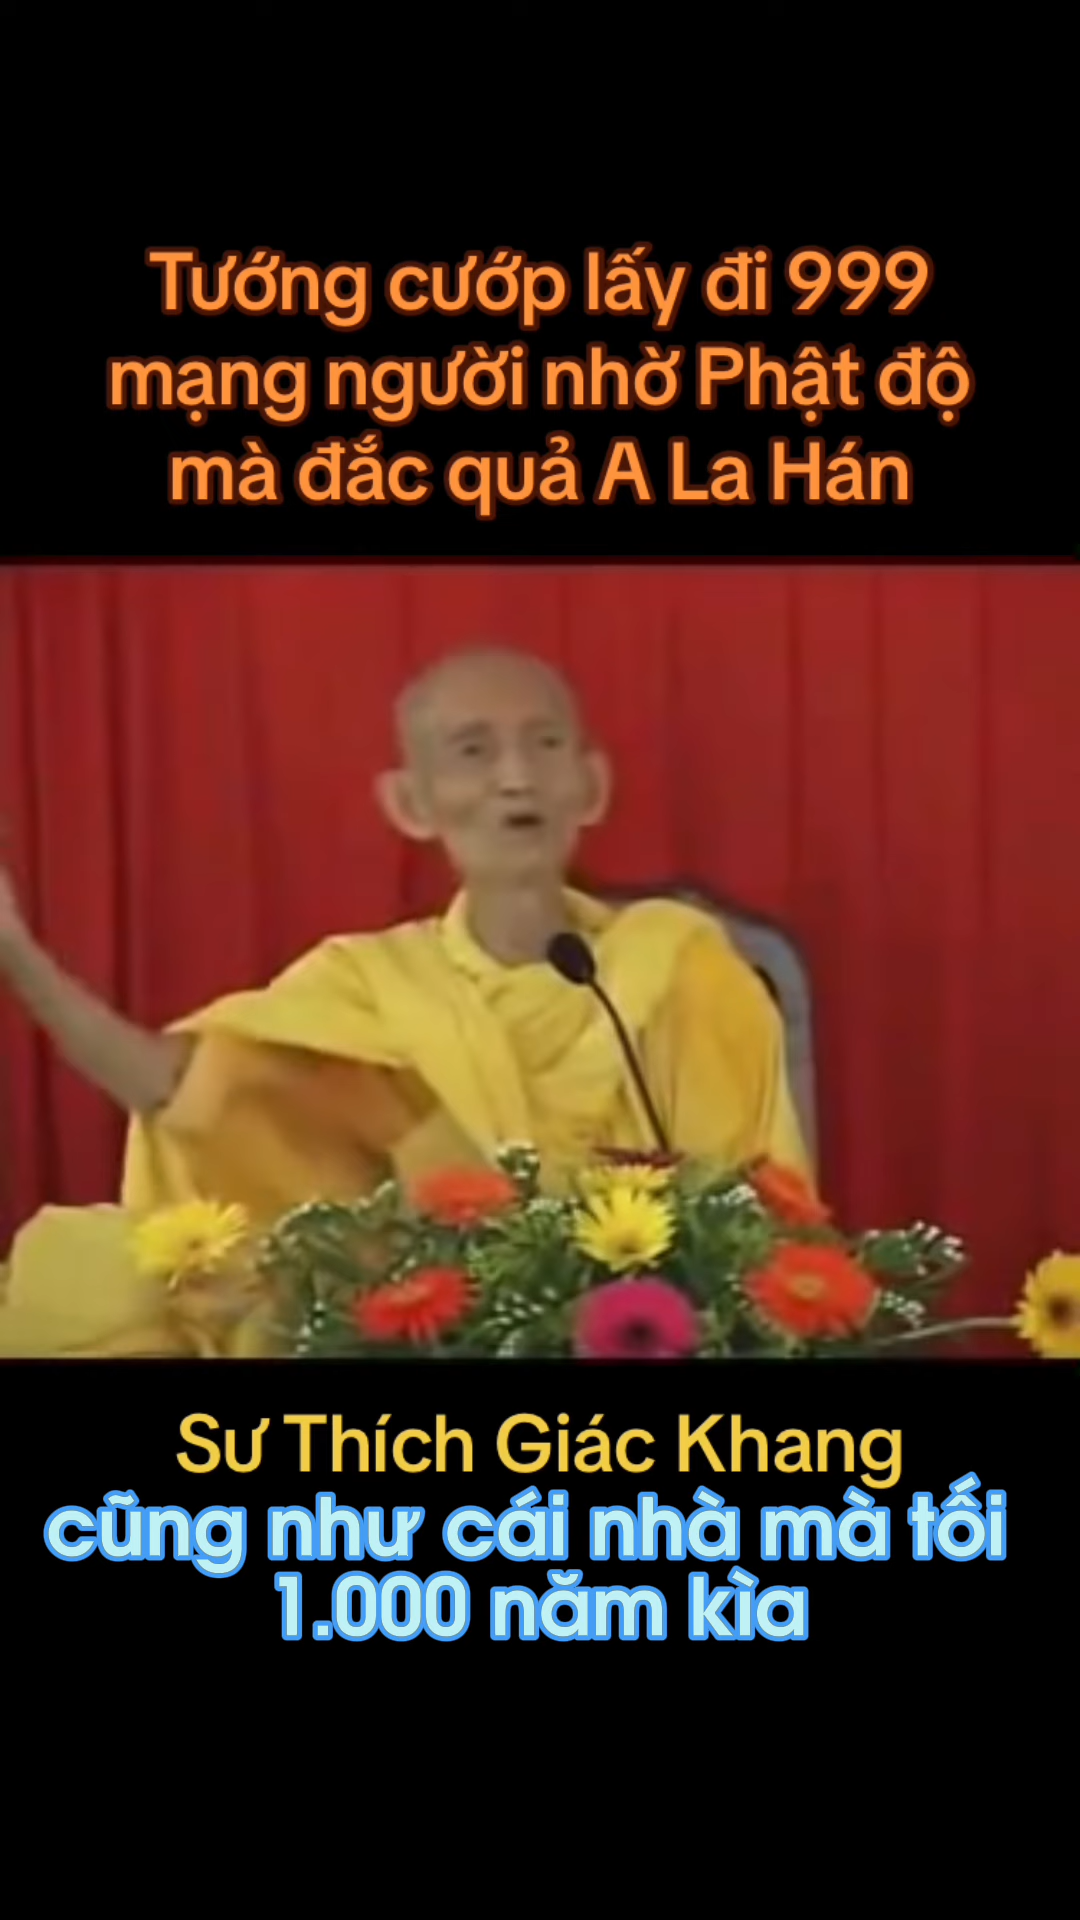 Tướng cướp lấy đi 999
mạng người nhờ Phật độ
mà đắc quả A La Hán
Sư Thích Giác Khang
cũng như cái nhà mà tối
1.000 năm kìa